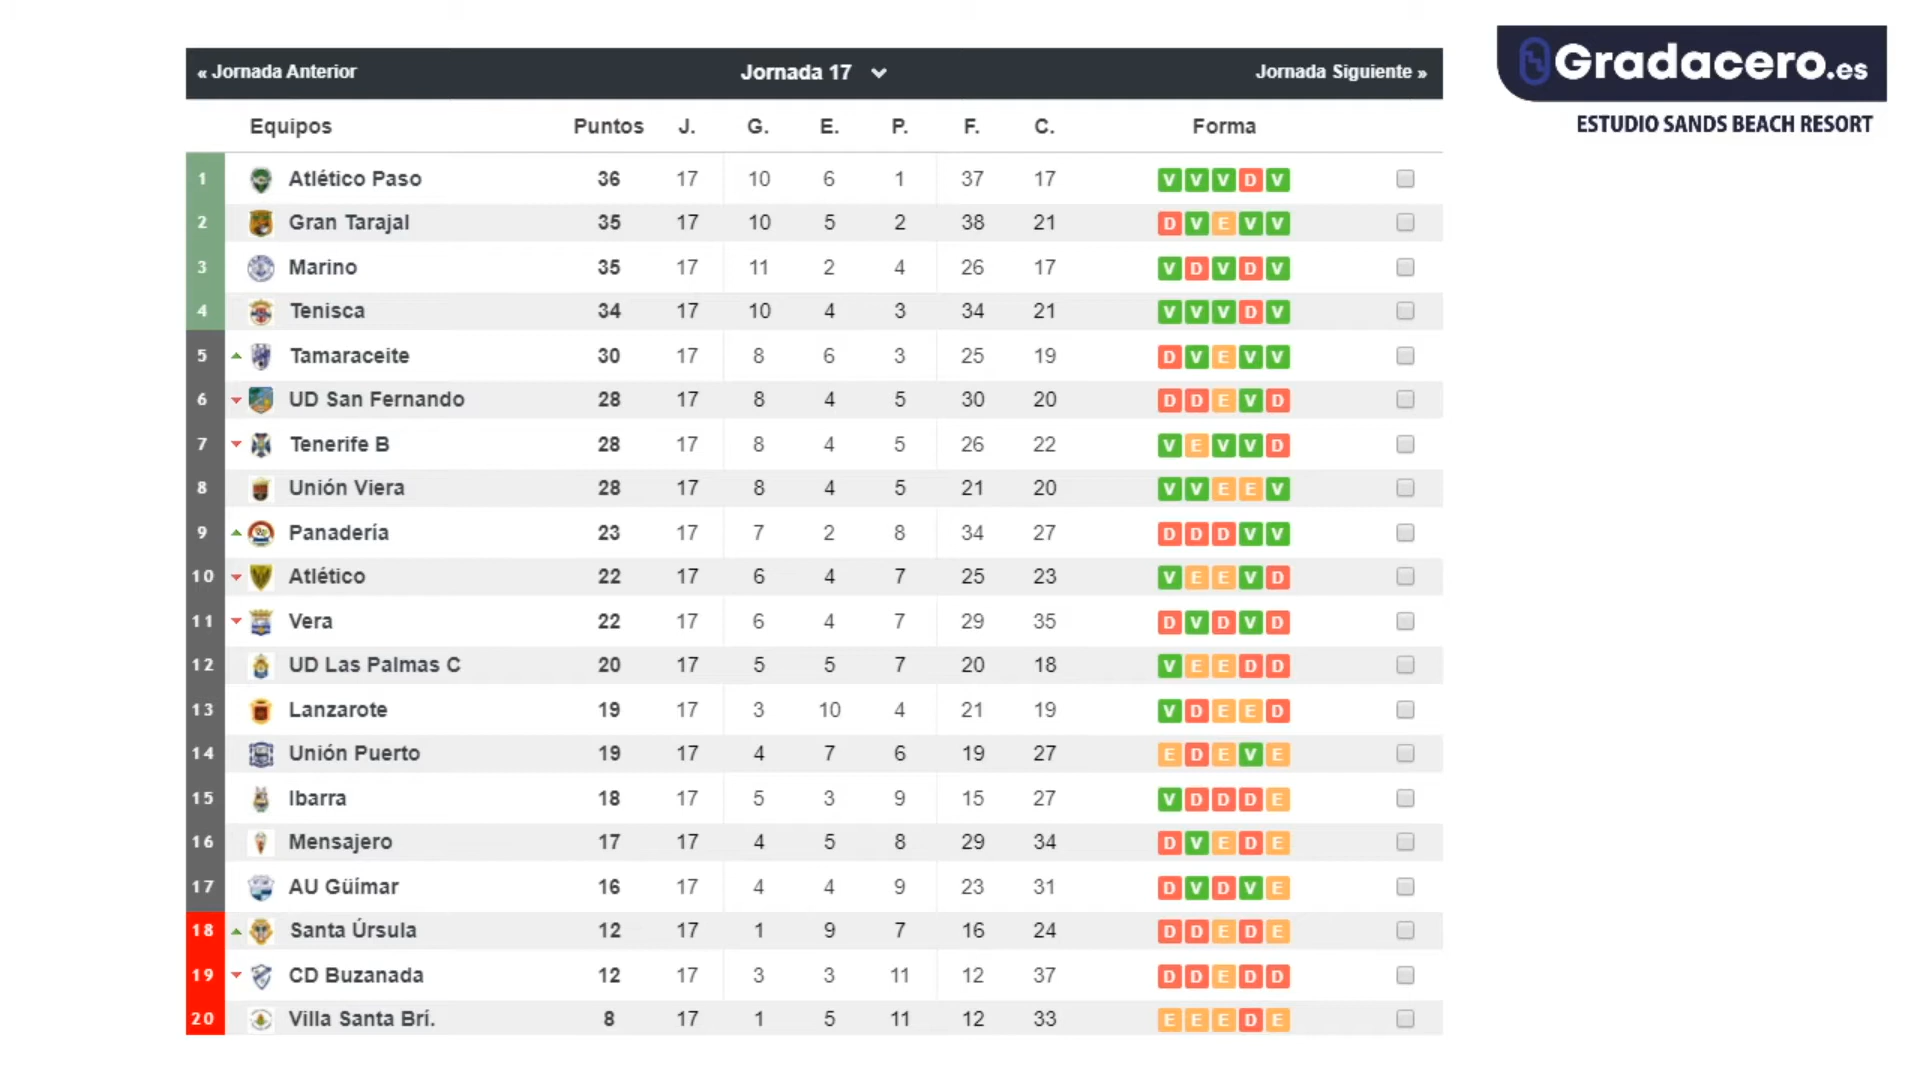 « Jornada Anterior Jornada 17 Jornada Siguiente »
Gradacero.es
ESTUDIO SANDS BEACH RESORT
Equipos Puntos J. G. E. P. F. C. Forma
1 Atlético Paso 36 17 10 6 1 37 17 V V V D V
2 Gran Tarajal 35 17 10 5 2 38 21 D V E V V
3 Marino 35 17 11 2 4 26 17 V D V D V
4 Tenisca 34 17 10 4 3 34 21 V V V D V
5 Tamaraceite 30 17 8 6 3 25 19 D V E V V
6 UD San Fernando 28 17 8 4 5 30 20 D D E V D
7 Tenerife B 28 17 8 4 5 26 22 V E V V D
8 Unión Viera 28 17 8 4 5 21 20 V V E E V
9 Panadería 23 17 7 2 8 34 27 D D D V V
10 Atlético 22 17 6 4 7 25 23 V E E V D
11 Vera 22 17 6 4 7 29 35 D V D V D
12 UD Las Palmas C 20 17 5 5 7 20 18 V E E D D
13 Lanzarote 19 17 3 10 4 21 19 V D E E D
14 Unión Puerto 19 17 4 7 6 19 27 E D E V E
15 Ibarra 18 17 5 3 9 15 27 V D D D E
16 Mensajero 17 17 4 5 8 29 34 D V E D E
17 AU Güímar 16 17 4 4 9 23 31 D V D V E
18 Santa Úrsula 12 17 1 9 7 16 24 D D E D E
19 CD Buzanada 12 17 3 3 11 12 37 D D E D D
20 Villa Santa Brí. 8 17 1 5 11 12 33 E E E D E